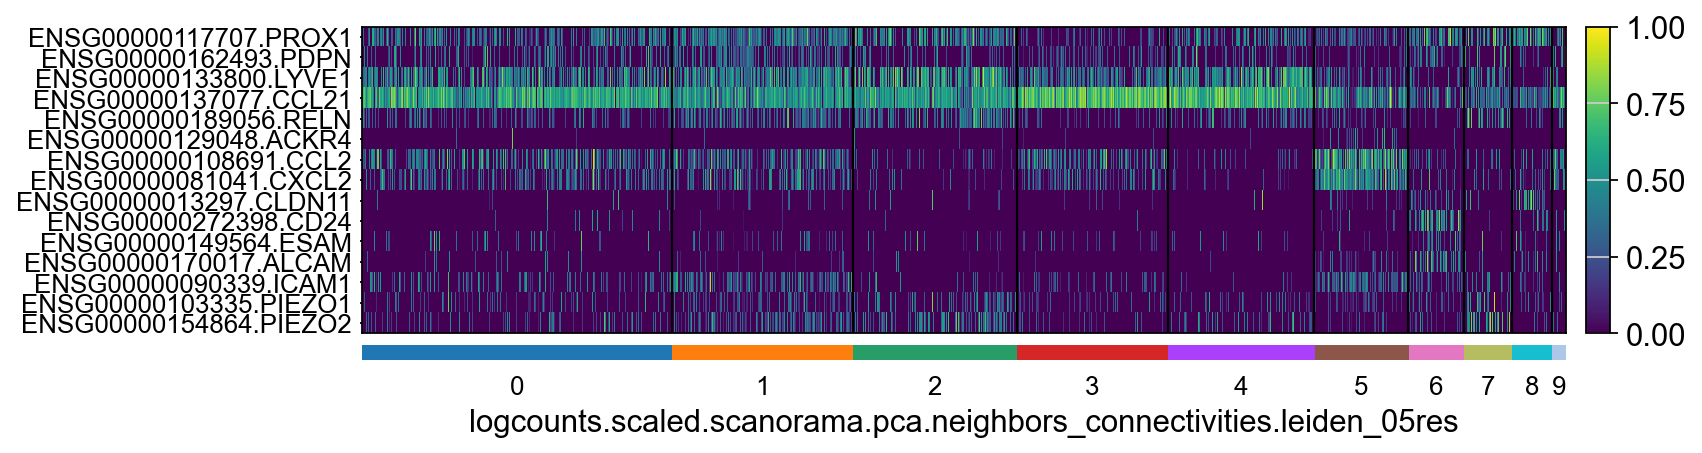 ENSG00000117707.PROX1
ENSG00000162493.PDPN
ENSG00000133800.LYVE1
ENSG00000137077.CCL21
ENSG00000189056.RELN
ENSG00000129048.ACKR4
ENSG00000108691.CCL2
ENSG00000081041.CXCL2
ENSG00000013297.CLDN11
ENSG00000272398.CD24
ENSG00000149564.ESAM
ENSG00000170017.ALCAM
ENSG00000090339.ICAM1
ENSG00000103335.PIEZO1
ENSG00000154864.PIEZO2
1.00
0.75
0.50
0.25
0.00
0 1 2 3 4 5 6 7 8 9
logcounts.scaled.scanorama.pca.neighbors_connectivities.leiden_05res